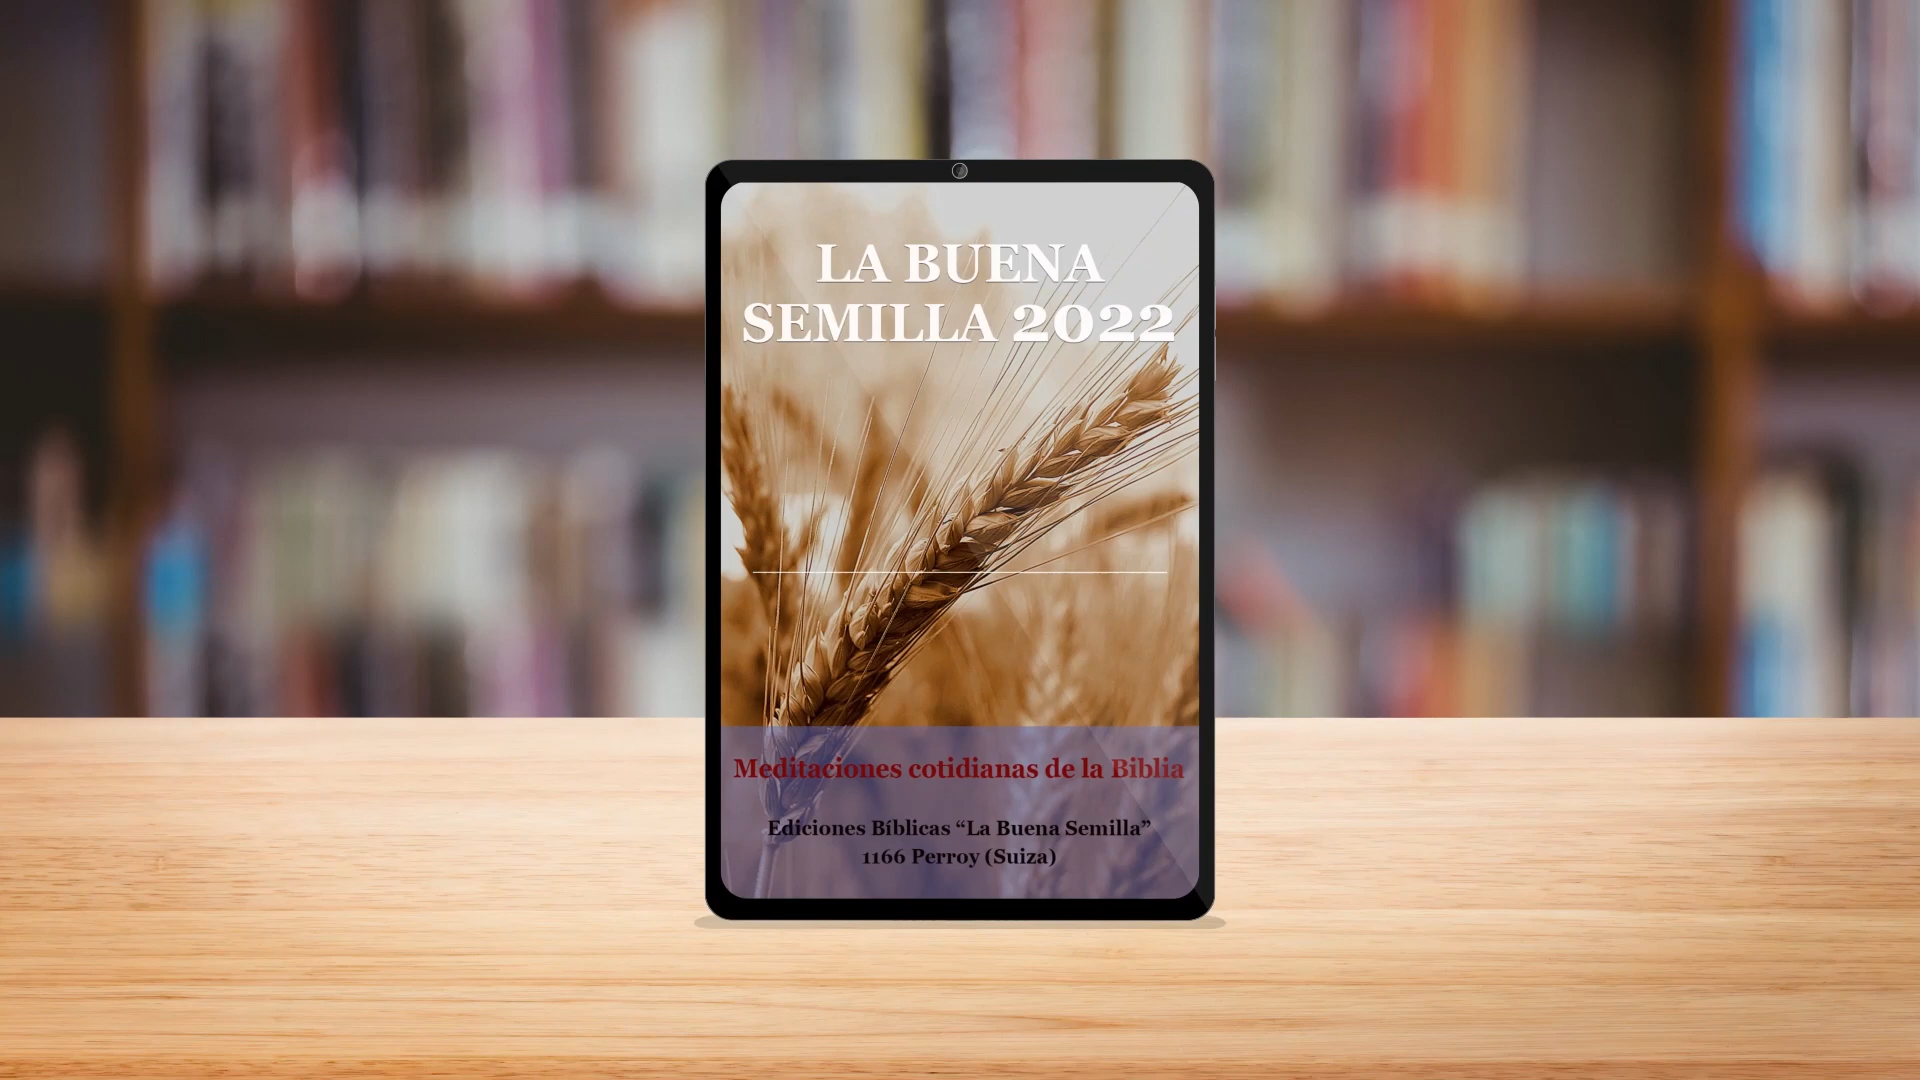 LA BUENA
SEMILLA 2022
Meditaciones cotidianas de la Biblia
Ediciones Bíblicas “La Buena Semilla”
1166 Perroy (Suiza)